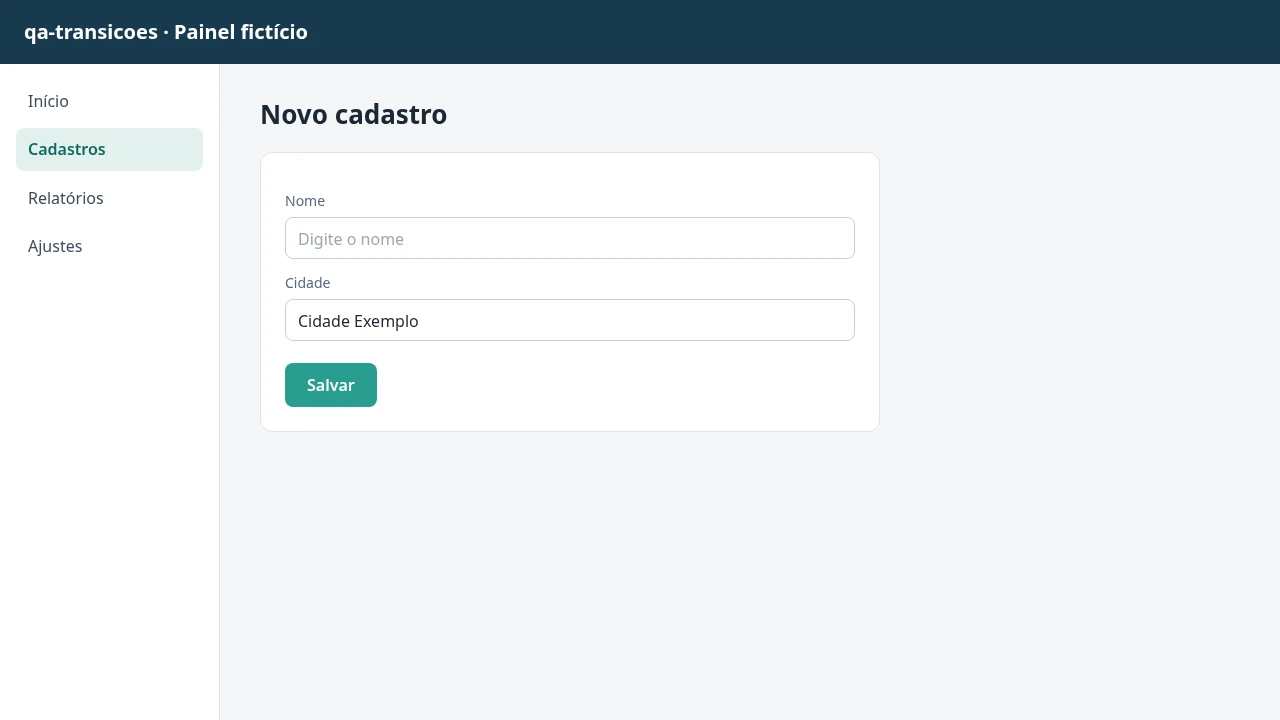 qa-transicoes · Painel fictício
Início
Cadastros
Relatórios
Ajustes
Novo cadastro
Nome
Digite o nome
Cidade
Cidade Exemplo
Salvar